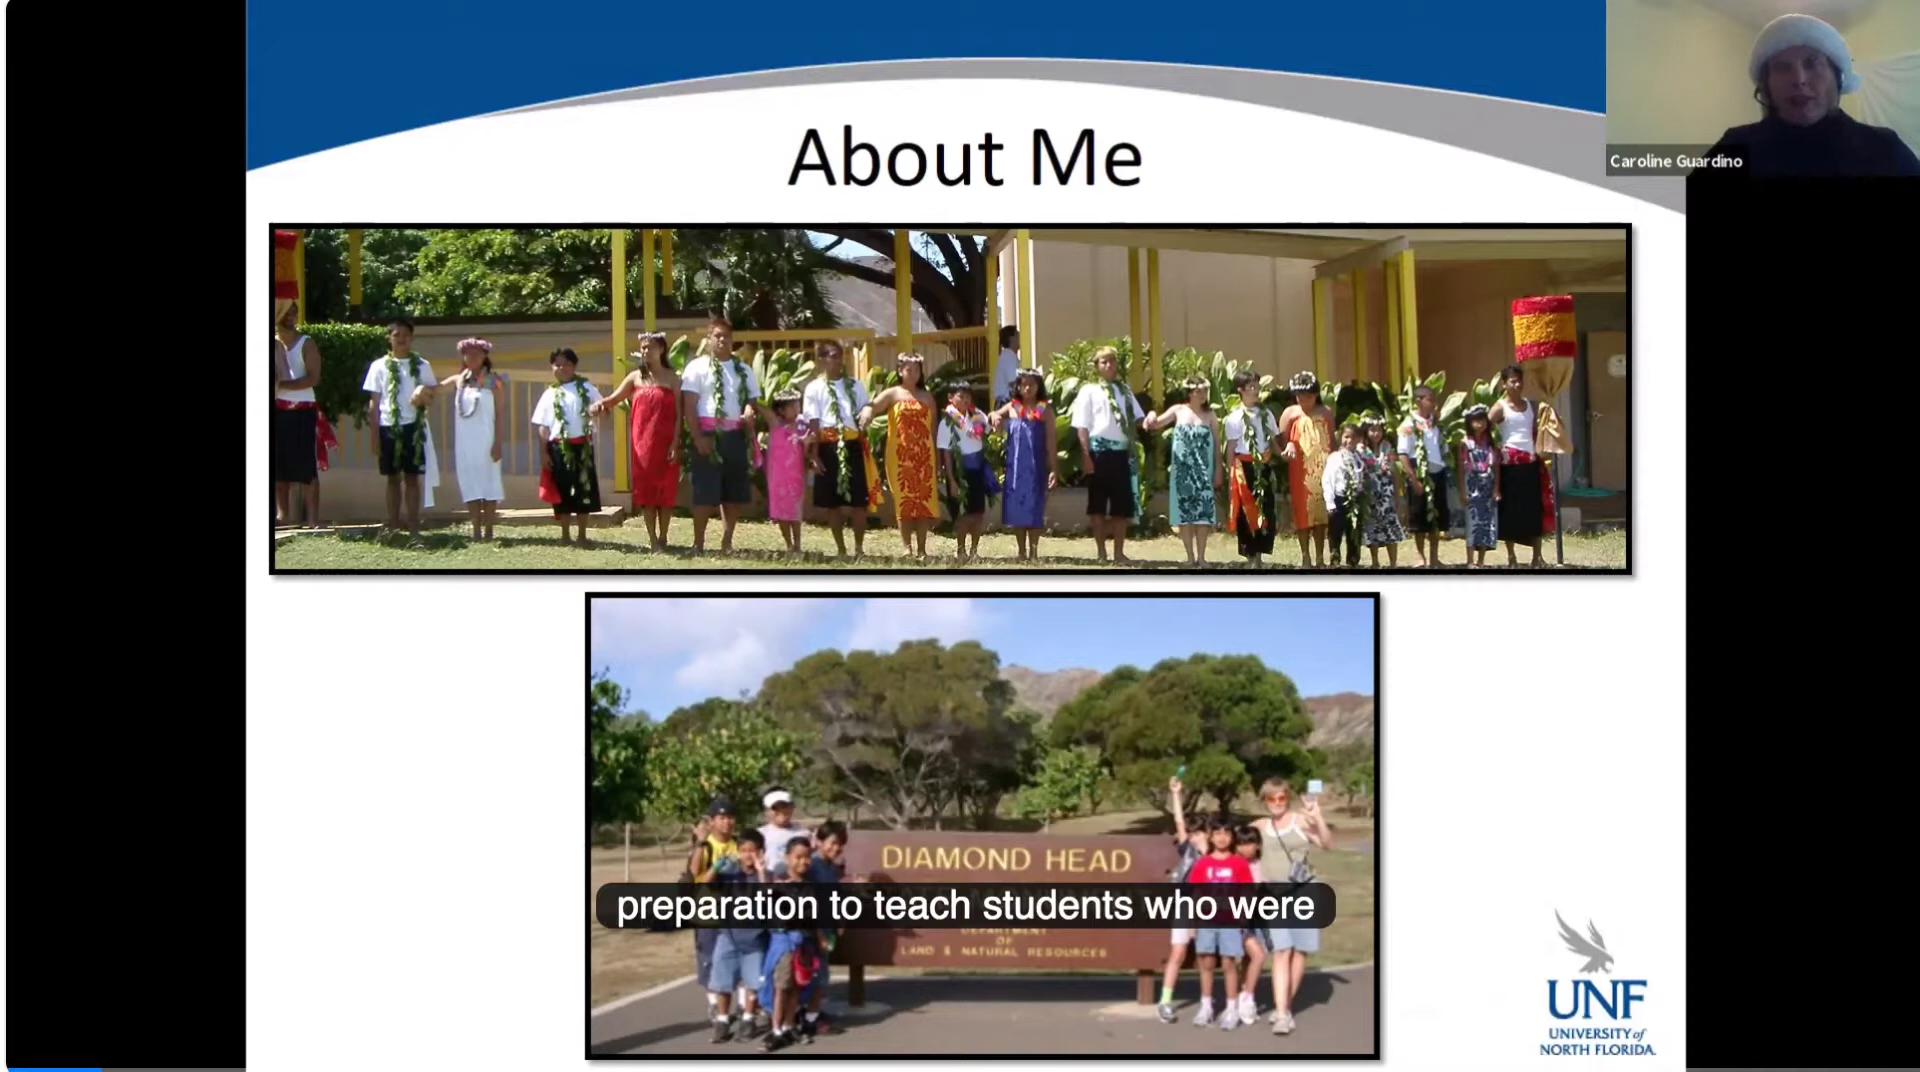 About Me
Caroline Guardino
DIAMOND HEAD
preparation to teach students who were
DEPARTMENT
OF
LAND & NATURAL RESOURCES
UNF
UNIVERSITY of
NORTH FLORIDA